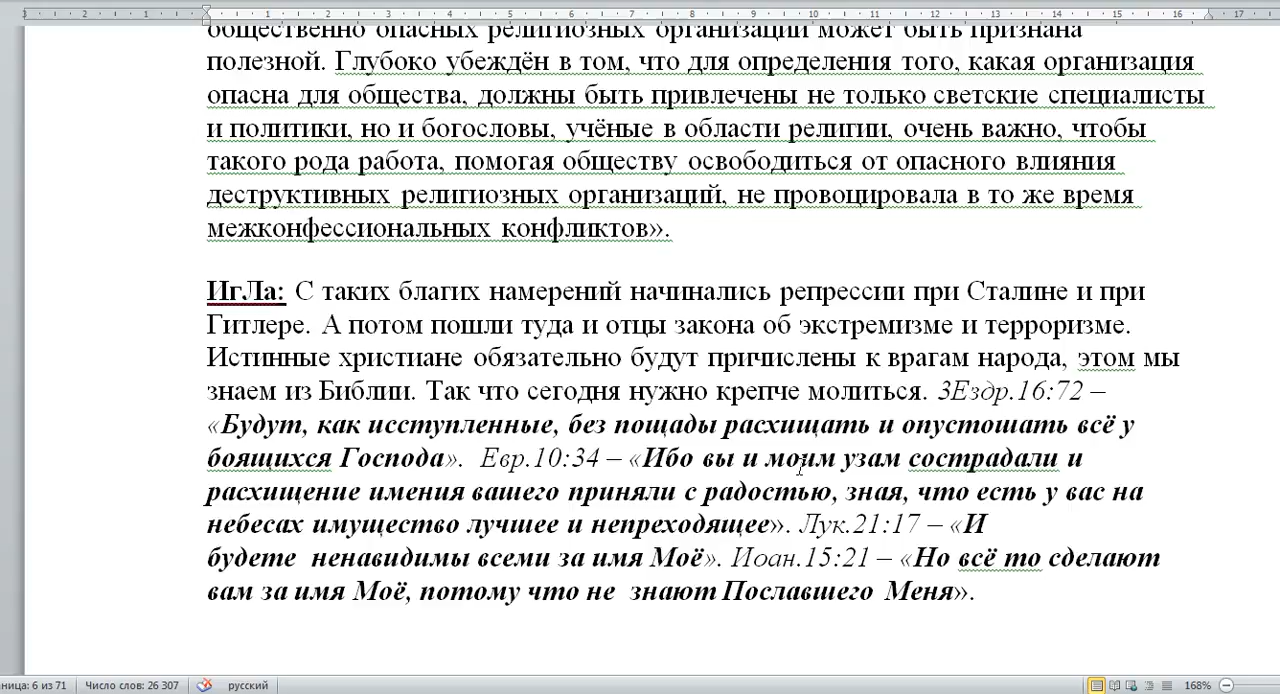 общественно опасных религиозных организаций может быть признана
полезной. Глубоко убеждён в том, что для определения того, какая организация
опасна для общества, должны быть привлечены не только светские специалисты
и политики, но и богословы, учёные в области религии, очень важно, чтобы
такого рода работа, помогая обществу освободиться от опасного влияния
деструктивных религиозных организаций, не провоцировала в то же время
межконфессиональных конфликтов».
ИгЛа: С таких благих намерений начинались репрессии при Сталине и при
Гитлере. А потом пошли туда и отцы закона об экстремизме и терроризме.
Истинные христиане обязательно будут причислены к врагам народа, этом мы
знаем из Библии. Так что сегодня нужно крепче молиться. 3Ездр.16:72 –
«Будут, как исступленные, без пощады расхищать и опустошать всё у
боящихся Господа». Евр.10:34 – «Ибо вы и моим узам сострадали и
расхищение имения вашего приняли с радостью, зная, что есть у вас на
небесах имущество лучшее и непреходящее». Лук.21:17 – «И
будете ненавидимы всеми за имя Моё». Иоан.15:21 – «Но всё то сделают
вам за имя Моё, потому что не знают Пославшего Меня».
ница: 6 из 71 Число слов: 26 307 русский 168%